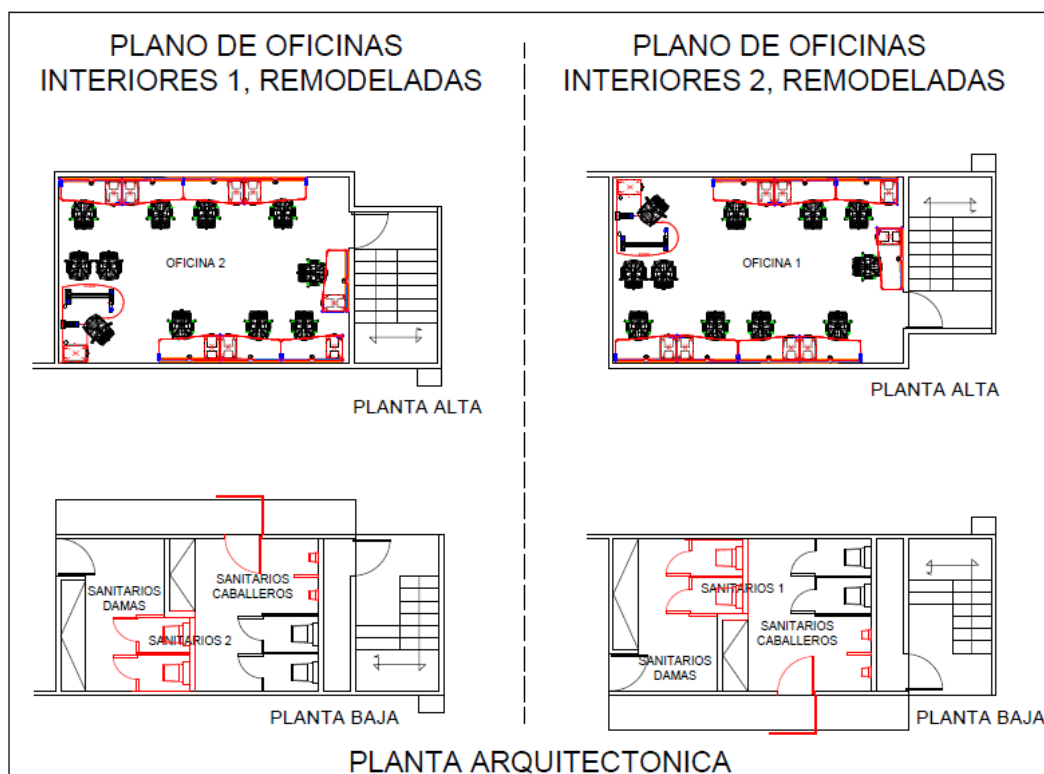 PLANO DE OFICINAS
INTERIORES 1, REMODELADAS
OFICINA 2
PLANTA ALTA
SANITARIOS
DAMAS
SANITARIOS
CABALLEROS
SANITARIOS 2
PLANTA BAJA
PLANO DE OFICINAS
INTERIORES 2, REMODELADAS
OFICINA 1
PLANTA ALTA
SANITARIOS 1
SANITARIOS
CABALLEROS
SANITARIOS
DAMAS
PLANTA BAJA
PLANTA ARQUITECTONICA